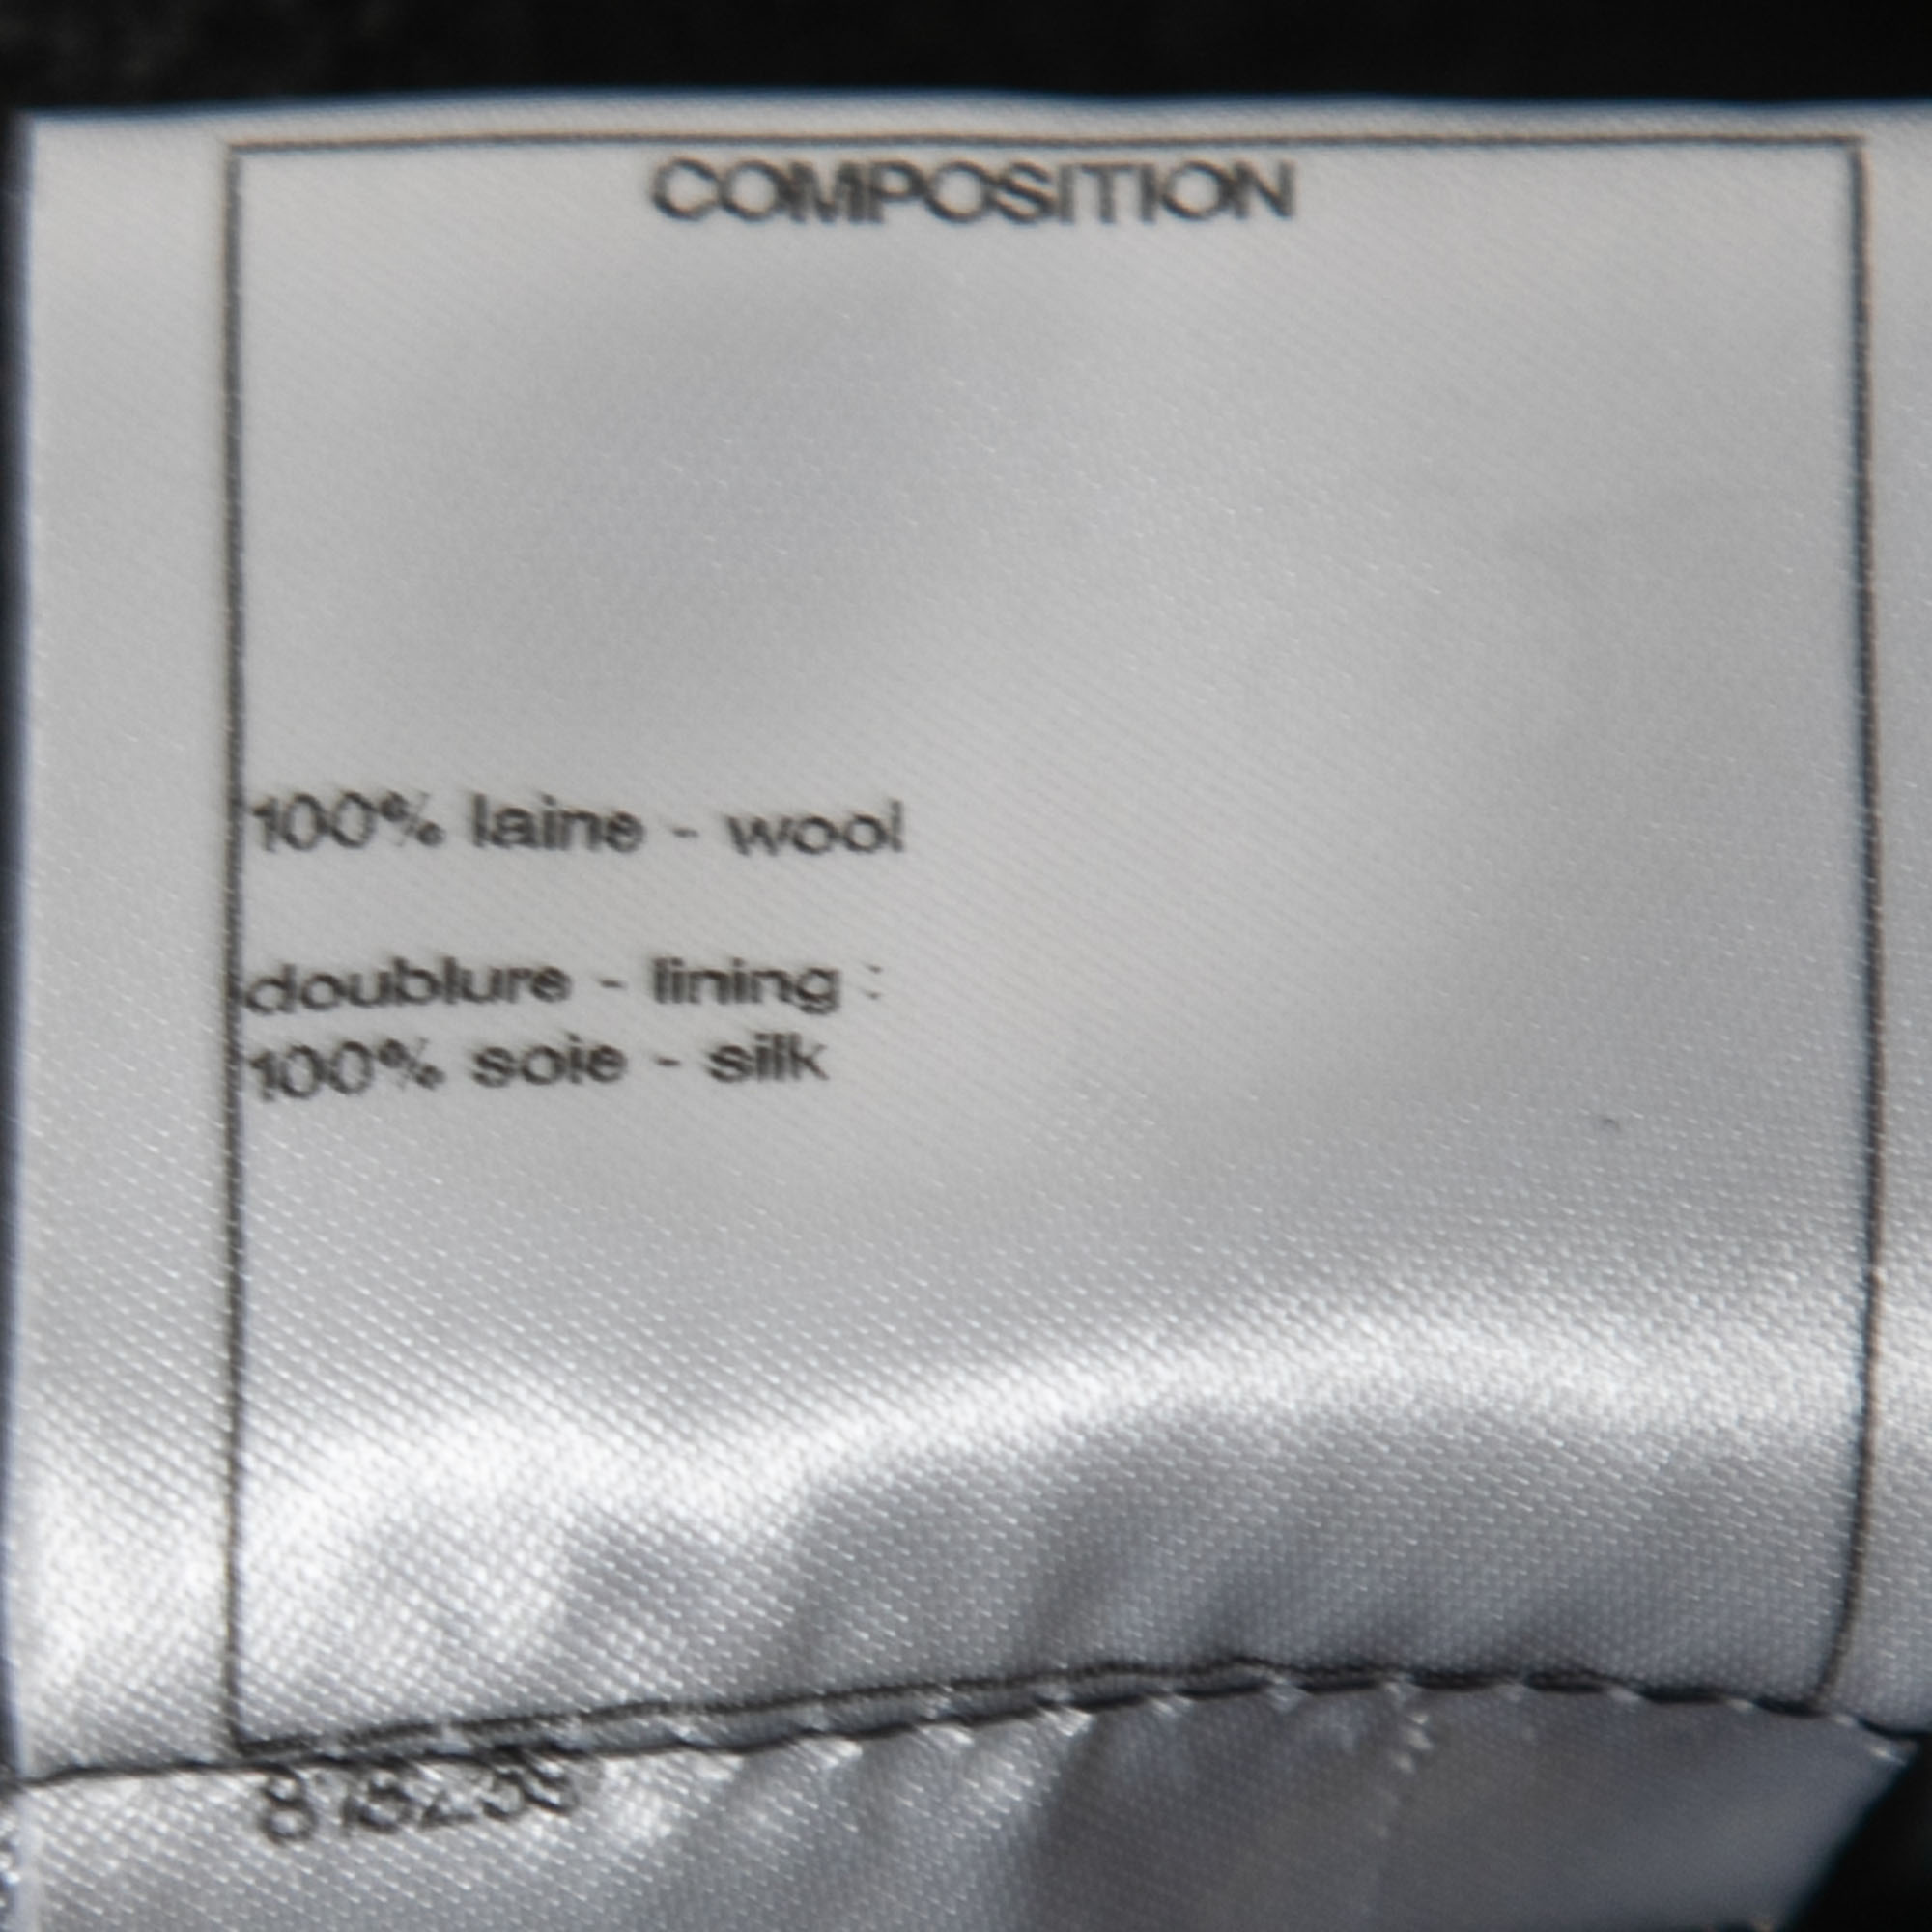 COMPOSITION
100% laine - wool
doublure - lining :
100% soie - silk